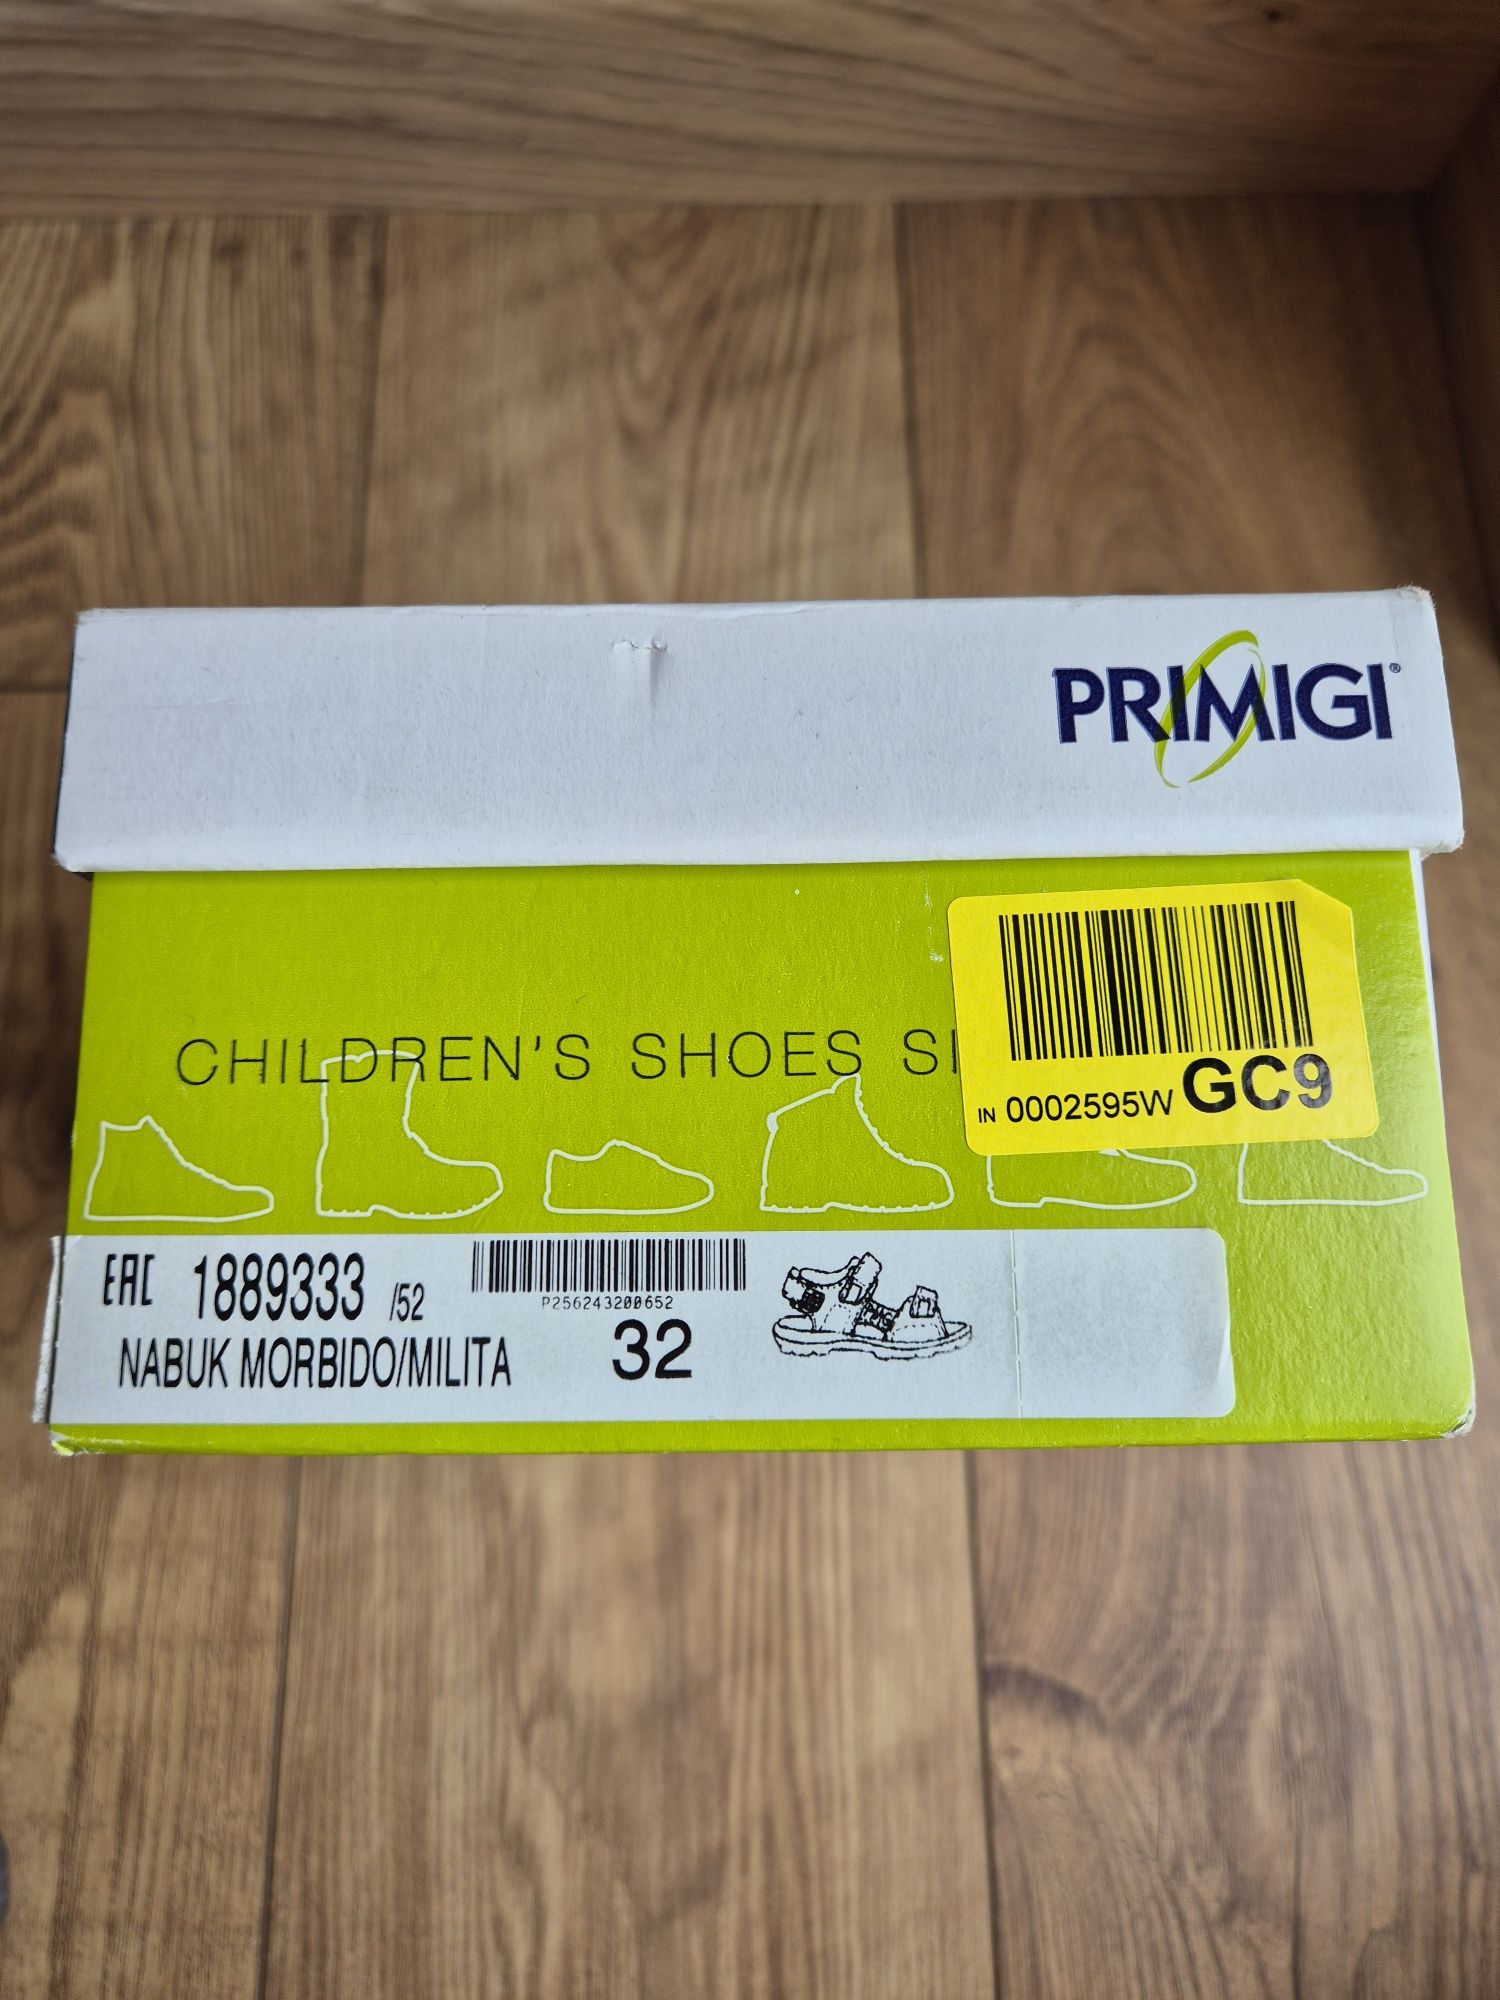 PRIMIGI®
CHILDREN'S SHOES
IN 0002595W GC9
EAC 1889333 /52
P256243200652
NABUK MORBIDO/MILITA 32